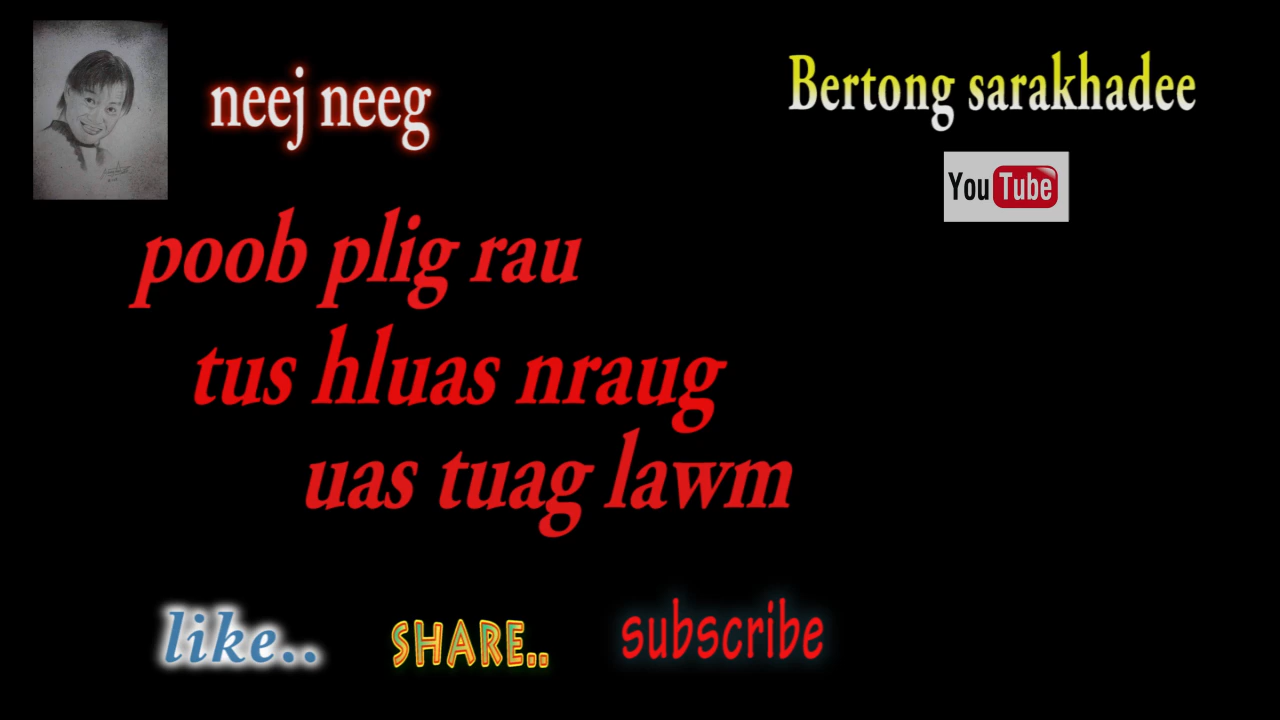 neej neeg
Bertong sarakhadee
YouTube
poob plig rau
tus hluas nraug
uas tuag lawm
like..
SHARE..
subscribe